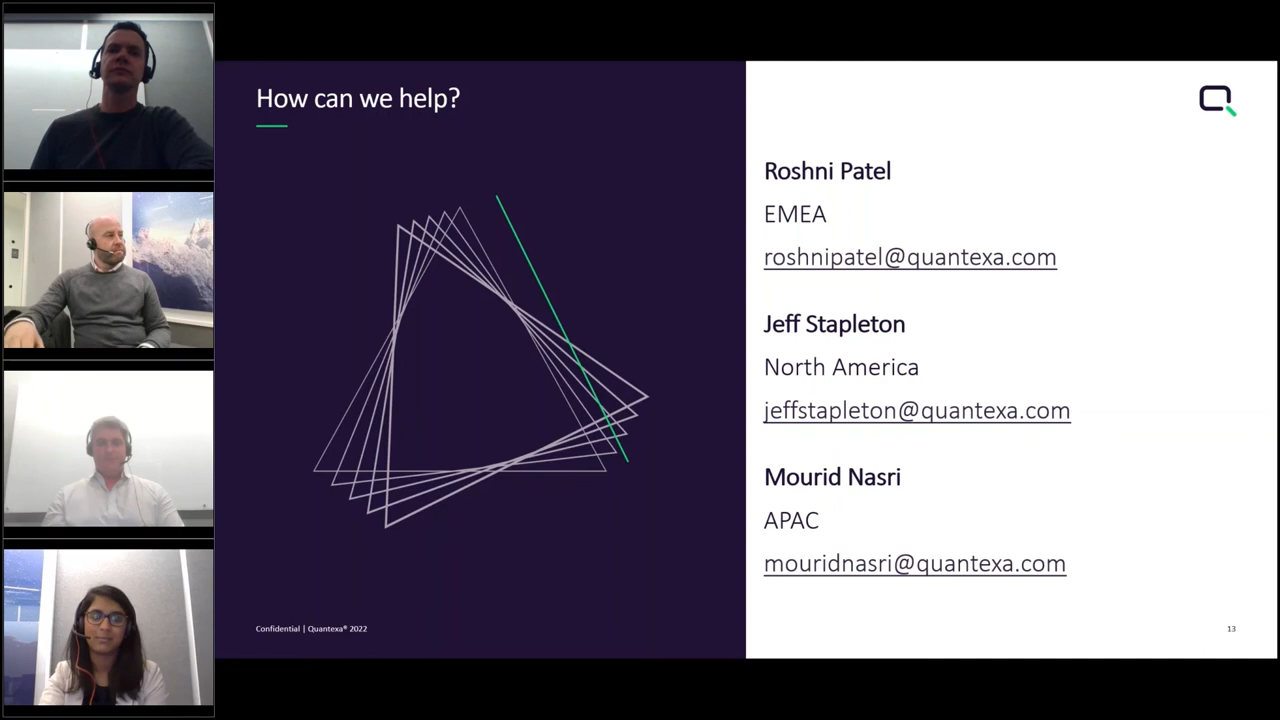 How can we help?
Roshni Patel
EMEA
roshnipatel@quantexa.com
Jeff Stapleton
North America
jeffstapleton@quantexa.com
Mourid Nasri
APAC
mouridnasri@quantexa.com
Confidential | Quantexa® 2022
13